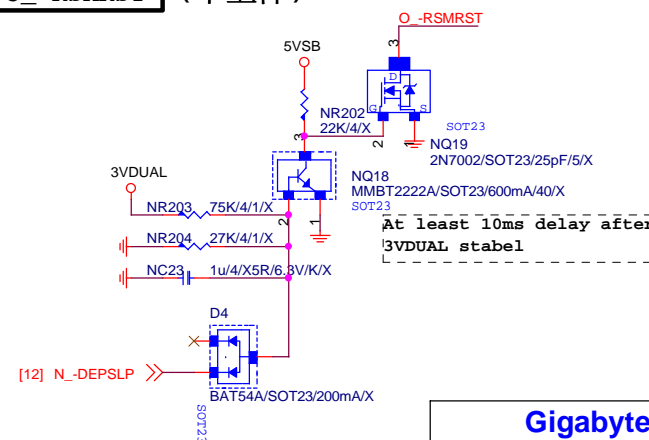 O_-RSMRST
5VSB
3
D
G
S
NR202
22K/4/X
2
1
SOT23
NQ19
2N7002/SOT23/25pF/5/X
3
3VDUAL
NQ18
MMBT2222A/SOT23/600mA/40/X
SOT23
NR203
75K/4/1/X
2
1
At least 10ms delay after
3VDUAL stabel
NR204
27K/4/1/X
NC23
1u/4/X5R/6.3V/K/X
D4
[12] N_-DEPSLP
BAT54A/SOT23/200mA/X
SOT23
Gigabyte